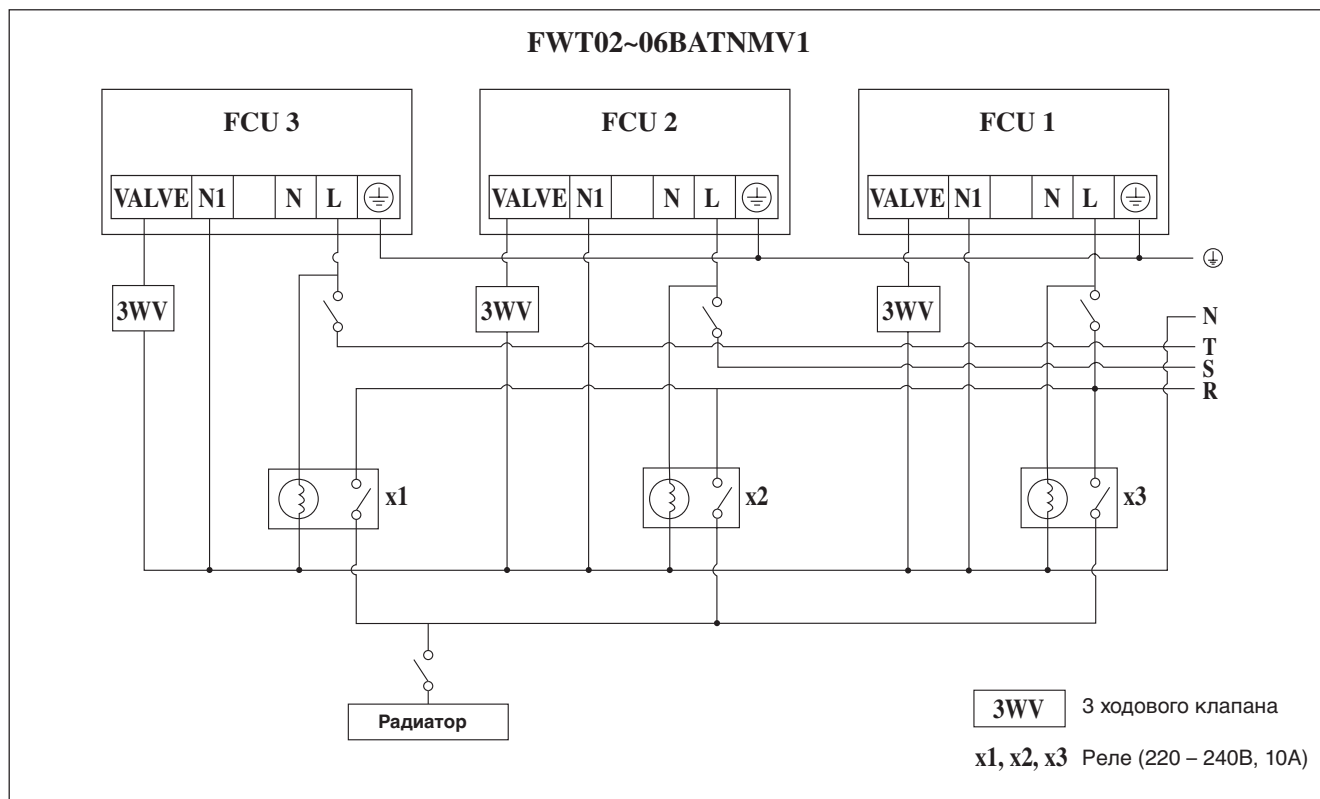 FWT02~06BATNMV1
FCU 3
FCU 2
FCU 1
VALVE N1 N L
VALVE N1 N L
VALVE N1 N L
3WV
3WV
3WV
N
T
S
R
x1
x2
x3
Радиатор
3WV 3 ходового клапана
x1, x2, x3 Реле (220 – 240В, 10А)